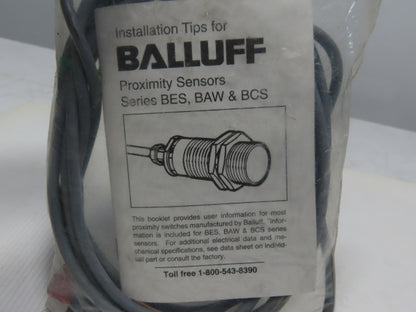 Installation Tips for
BALLUFF
Proximity Sensors
Series BES, BAW & BCS
This booklet provides user information for most
proximity switches manufactured by Balluff. Infor-
mation is included for BES, BAW & BCS series
sensors. For additional electrical data and me-
chanical specifications, see data sheet on individ-
ual part or consult the factory.
Toll free 1-800-543-8390